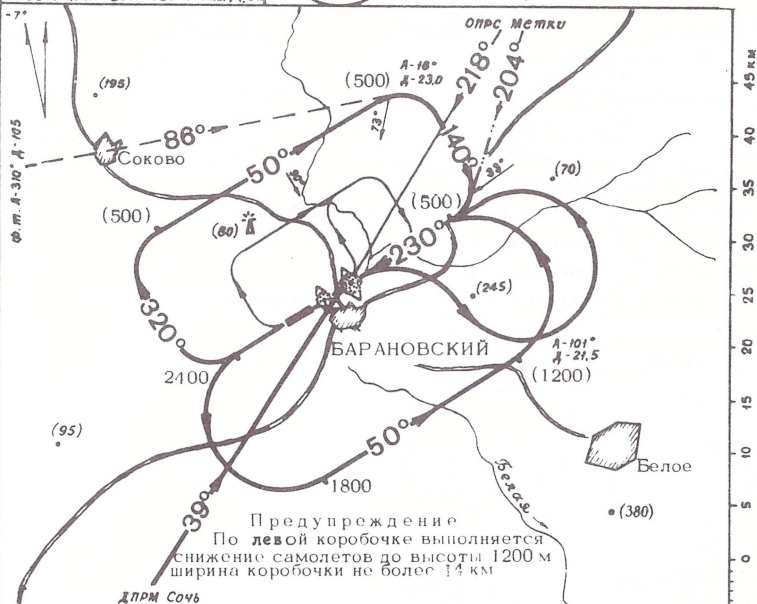 -7°
ОПРС Метки
А-18°
Д-23,0
(500)
218°
204°
(195)
45 км
86°
73°
140°
40
Соково
50°
33°
(70)
35
ф.т. А-310° Д-105
(500)
(500)
(80)
230°
30
(245)
25
320°
БАРАНОВСКИЙ
А-101°
Д-21,5
20
2400
(1200)
15
(95)
50°
10
Белое
1800
Белая
39°
5
(380)
Предупреждение
По левой коробочке выполняется
снижение самолетов до высоты 1200 м
ширина коробочки не более 14 км
0
ДПРМ Сочь